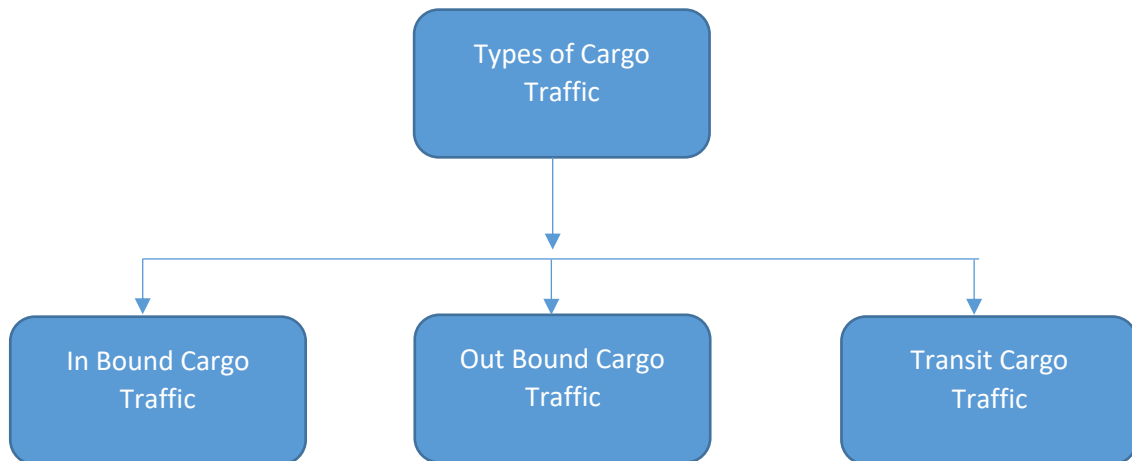 Types of Cargo
Traffic
In Bound Cargo
Traffic
Out Bound Cargo
Traffic
Transit Cargo
Traffic